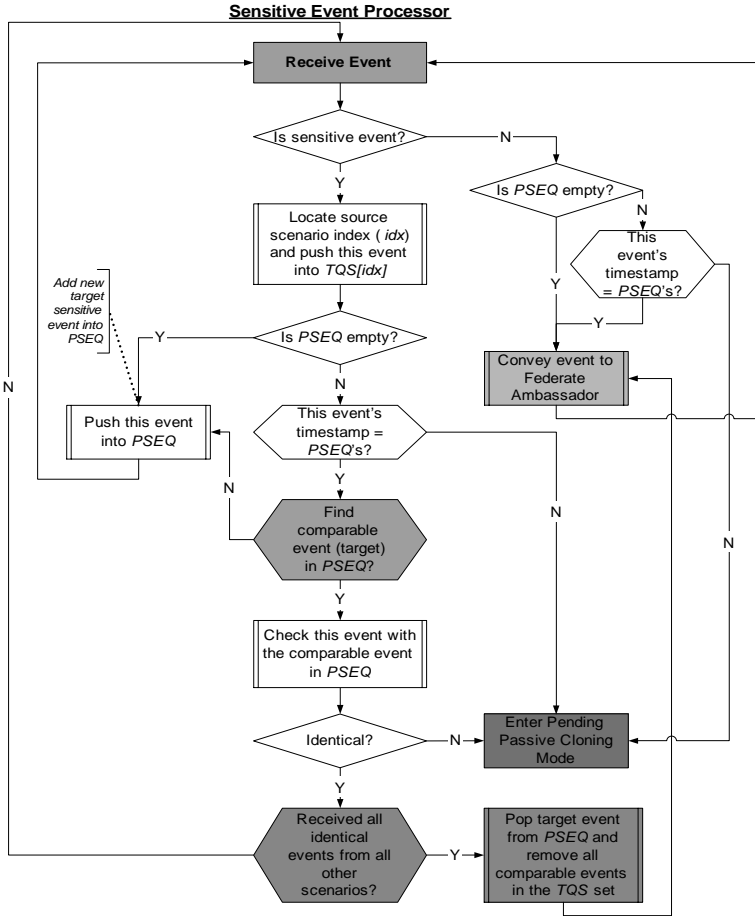 Sensitive Event Processor
Receive Event
Is sensitive event?
N
Y
Is PSEQ empty?
N
Locate source
scenario index ( idx)
and push this event
into TQS[idx]
This
event's
timestamp
= PSEQ's?
Y
Add new
target
sensitive
event into
PSEQ
Y
Is PSEQ empty?
Y
N
Convey event to
Federate
Ambassador
N
Push this event
into PSEQ
This event's
timestamp =
PSEQ's?
Y
N
N
N
Find
comparable
event (target)
in PSEQ?
Y
Check this event with
the comparable event
in PSEQ
Identical?
N
Enter Pending
Passive Cloning
Mode
Y
Received all
identical
events from all
other
scenarios?
Y
Pop target event
from PSEQ and
remove all
comparable events
in the TQS set